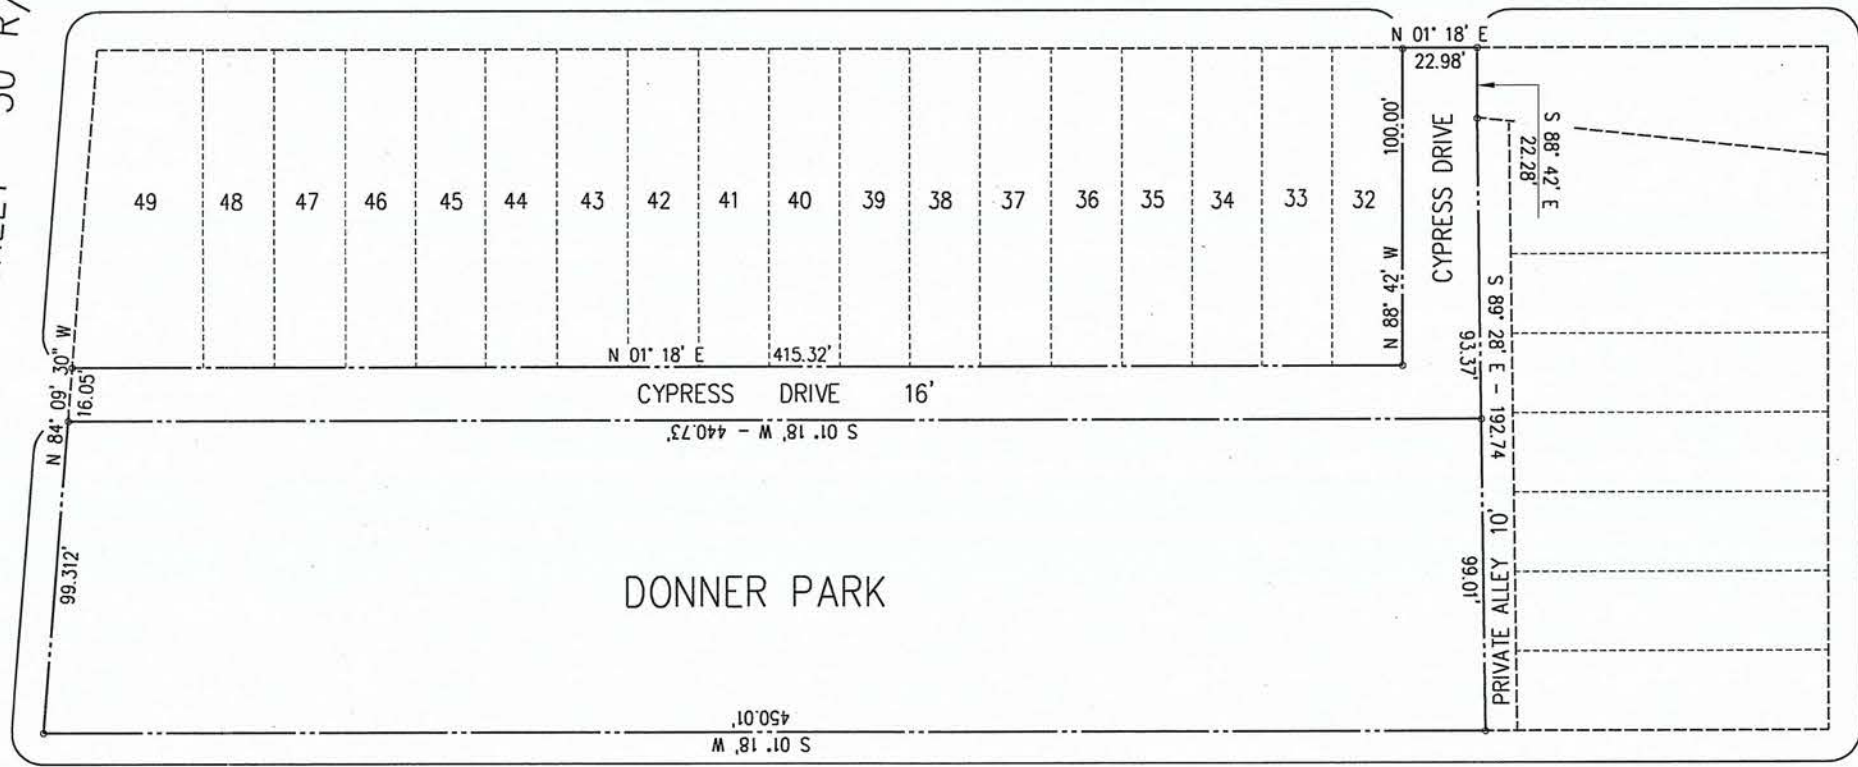 50' R/
N 01° 18' E
22.98'
S 88° 42' E
22.28'
100.00'
N 88° 42' W
CYPRESS DRIVE
49 48 47 46 45 44 43 42 41 40 39 38 37 36 35 34 33 32
S 89° 28' E - 192.74
93.37'
N 01° 18' E 415.32'
CYPRESS DRIVE 16'
S 01° 18' W - 440.73'
N 84° 09' 30" W
16.05'
99.312'
DONNER PARK
99.01'
PRIVATE ALLEY 10'
450.01'
S 01° 18' W